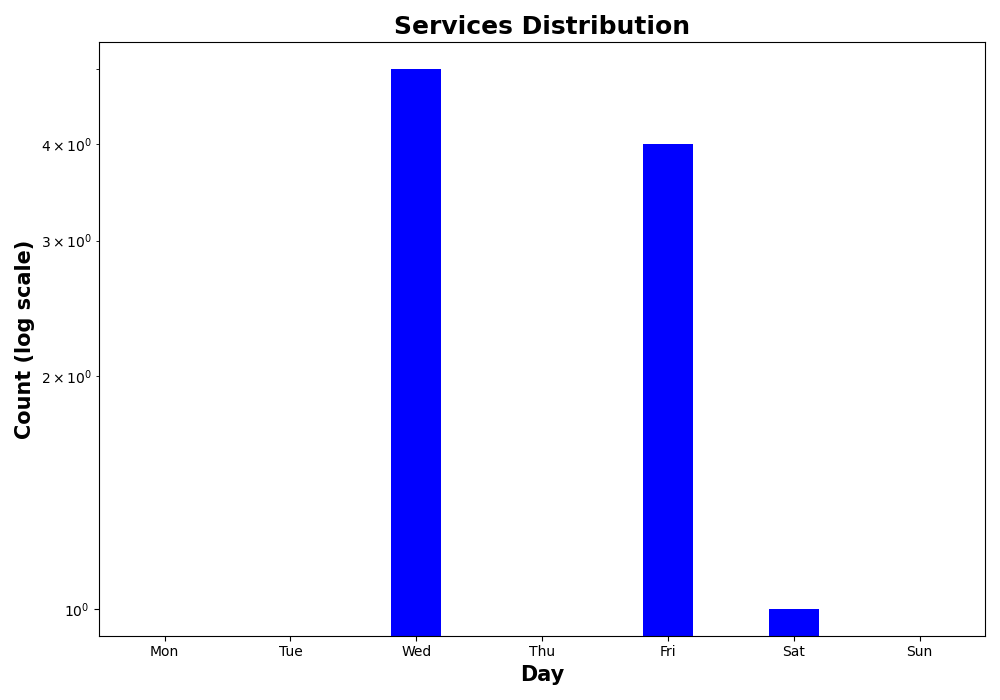 Services Distribution
Count (log scale)
4 × 10⁰
3 × 10⁰
2 × 10⁰
10⁰
Mon Tue Wed Thu Fri Sat Sun
Day